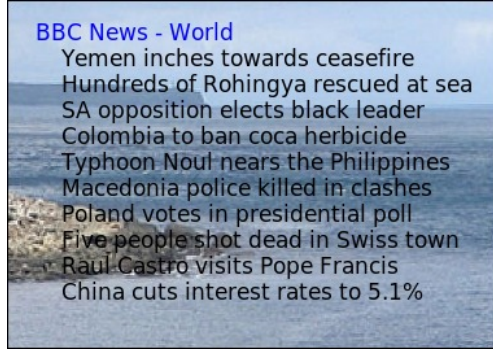 BBC News - World
Yemen inches towards ceasefire
Hundreds of Rohingya rescued at sea
SA opposition elects black leader
Colombia to ban coca herbicide
Typhoon Noul nears the Philippines
Macedonia police killed in clashes
Poland votes in presidential poll
Five people shot dead in Swiss town
Raul Castro visits Pope Francis
China cuts interest rates to 5.1%